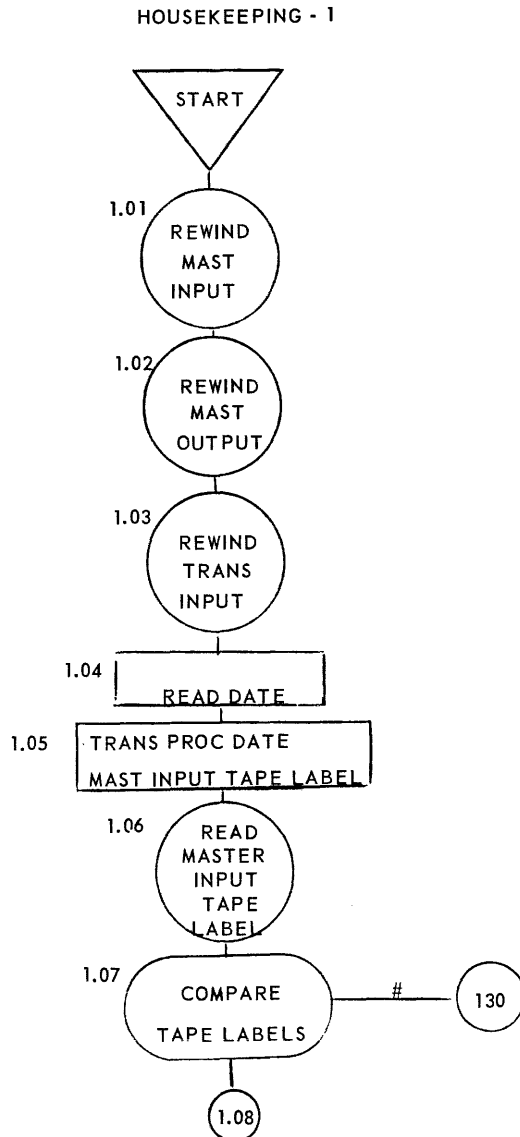 HOUSEKEEPING - 1
START
1.01
REWIND
MAST
INPUT
1.02
REWIND
MAST
OUTPUT
1.03
REWIND
TRANS
INPUT
1.04
READ DATE
1.05
TRANS PROC DATE
MAST INPUT TAPE LABEL
1.06
READ
MASTER
INPUT
TAPE
LABEL
1.07
COMPARE
TAPE LABELS
#
130
1.08